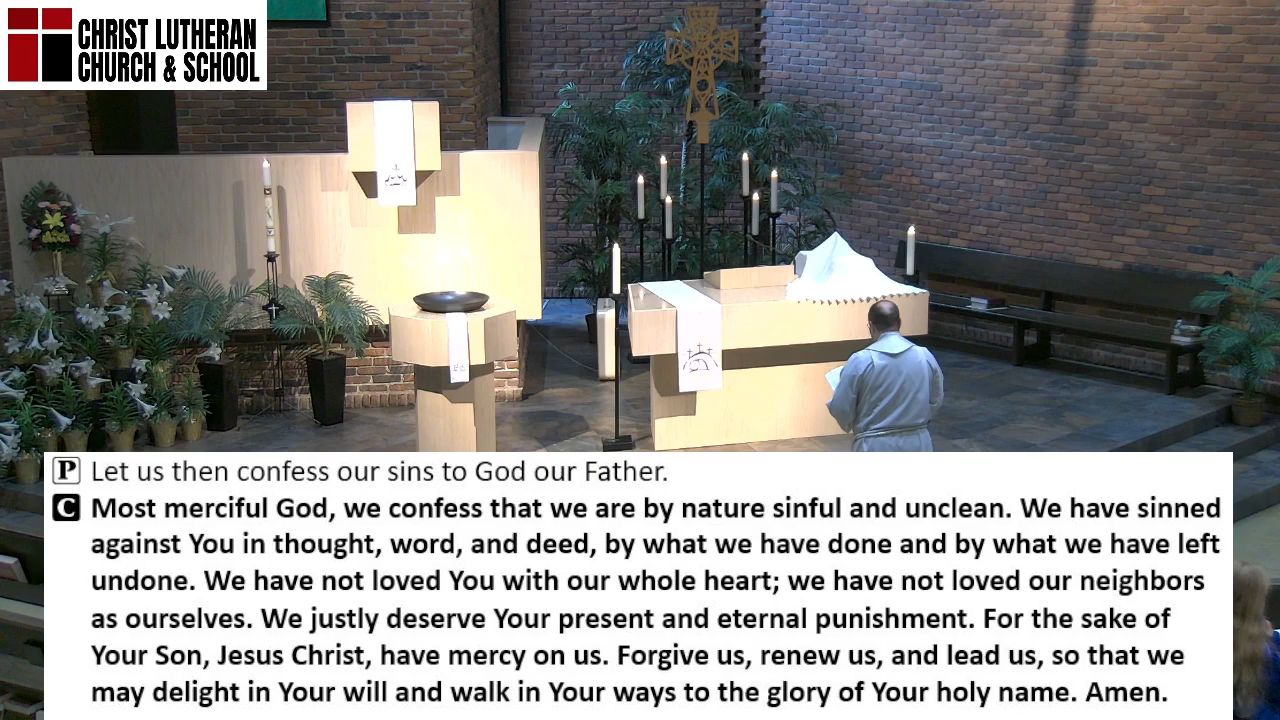 CHRIST LUTHERAN
CHURCH & SCHOOL
P Let us then confess our sins to God our Father.
C Most merciful God, we confess that we are by nature sinful and unclean. We have sinned
against You in thought, word, and deed, by what we have done and by what we have left
undone. We have not loved You with our whole heart; we have not loved our neighbors
as ourselves. We justly deserve Your present and eternal punishment. For the sake of
Your Son, Jesus Christ, have mercy on us. Forgive us, renew us, and lead us, so that we
may delight in Your will and walk in Your ways to the glory of Your holy name. Amen.